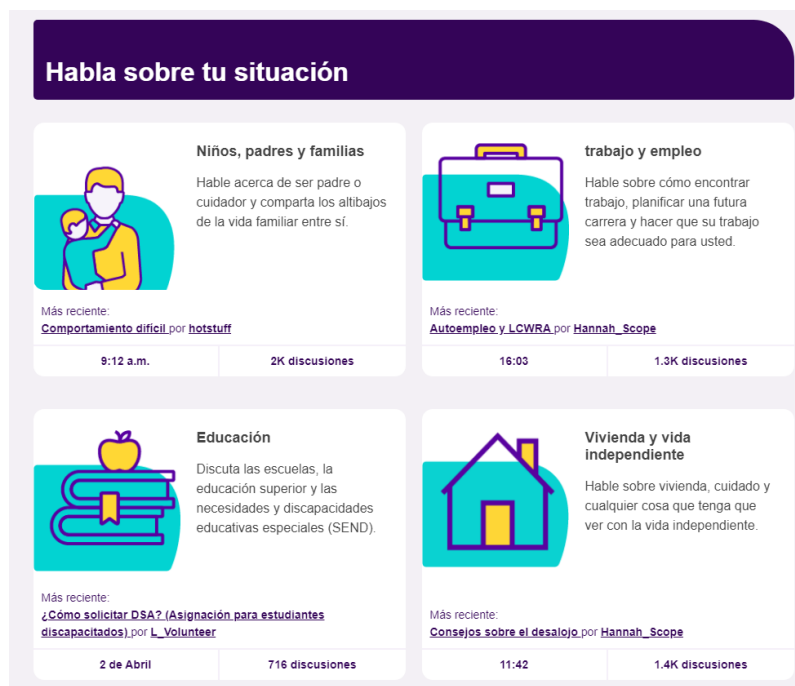 Habla sobre tu situación
Niños, padres y familias
Hable acerca de ser padre o
cuidador y comparta los altibajos
de la vida familiar entre sí.
Más reciente:
Comportamiento difícil por hotstuff
9:12 a.m.
2K discusiones
trabajo y empleo
Hable sobre cómo encontrar
trabajo, planificar una futura
carrera y hacer que su trabajo
sea adecuado para usted.
Más reciente:
Autoempleo y LCWRA por Hannah_Scope
16:03
1.3K discusiones
Educación
Discuta las escuelas, la
educación superior y las
necesidades y discapacidades
educativas especiales (SEND).
Más reciente:
¿Cómo solicitar DSA? (Asignación para estudiantes
discapacitados) por L_Volunteer
2 de Abril
716 discusiones
Vivienda y vida
independiente
Hable sobre vivienda, cuidado y
cualquier cosa que tenga que
ver con la vida independiente.
Más reciente:
Consejos sobre el desalojo por Hannah_Scope
11:42
1.4K discusiones